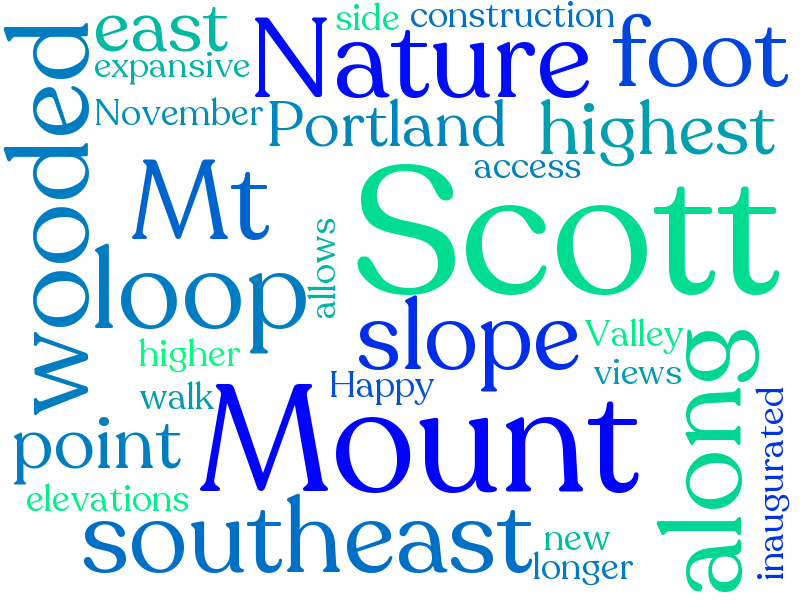 side construction
east Nature foot
expansive
wooded
November Portland highest
access
Mt Scott
loop allows
slope Valley
higher views
Happy along
walk Mount inaugurated
point
elevations
southeast new
longer